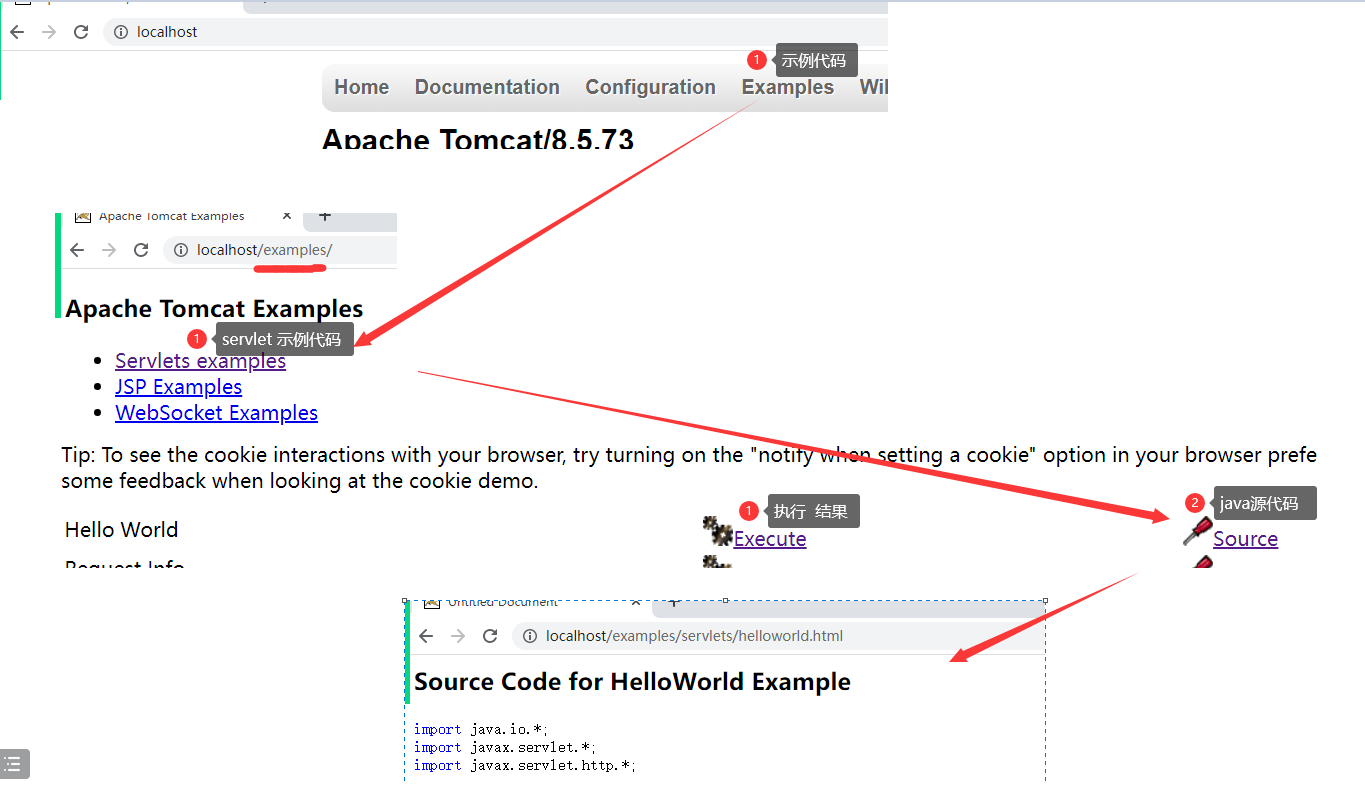 localhost
1 示例代码
Home Documentation Configuration Examples Wil
Apache Tomcat/8.5.73
Apache Tomcat Examples
localhost/examples/
Apache Tomcat Examples
1 servlet 示例代码
Servlets examples
JSP Examples
WebSocket Examples
Tip: To see the cookie interactions with your browser, try turning on the "notify when setting a cookie" option in your browser prefe
some feedback when looking at the cookie demo.
1 执行 结果
2 java源代码
Hello World Execute Source
Request Info
Untitled Document
localhost/examples/servlets/helloworld.html
Source Code for HelloWorld Example
import java.io.*;
import javax.servlet.*;
import javax.servlet.http.*;